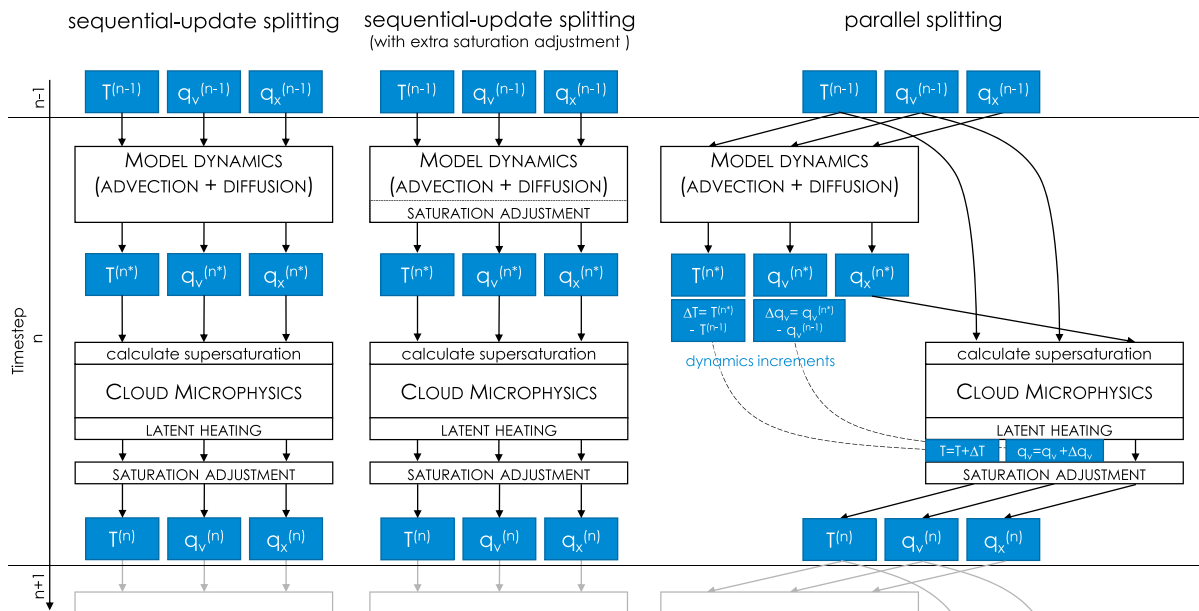 sequential-update splitting
sequential-update splitting
(with extra saturation adjustment )
parallel splitting
Timestep
n-1
n
n+1
T(n-1) qv(n-1) qx(n-1)
T(n-1) qv(n-1) qx(n-1)
T(n-1) qv(n-1) qx(n-1)
MODEL DYNAMICS
(ADVECTION + DIFFUSION)
MODEL DYNAMICS
(ADVECTION + DIFFUSION)
SATURATION ADJUSTMENT
MODEL DYNAMICS
(ADVECTION + DIFFUSION)
T(n*) qv(n*) qx(n*)
T(n*) qv(n*) qx(n*)
T(n*) qv(n*) qx(n*)
ΔT= T(n*)
- T(n-1)
Δqv= qv(n*)
- qv(n-1)
dynamics increments
calculate supersaturation
CLOUD MICROPHYSICS
LATENT HEATING
SATURATION ADJUSTMENT
calculate supersaturation
CLOUD MICROPHYSICS
LATENT HEATING
SATURATION ADJUSTMENT
calculate supersaturation
CLOUD MICROPHYSICS
LATENT HEATING
T=T+ΔT qv=qv+Δqv
SATURATION ADJUSTMENT
T(n) qv(n) qx(n)
T(n) qv(n) qx(n)
T(n) qv(n) qx(n)